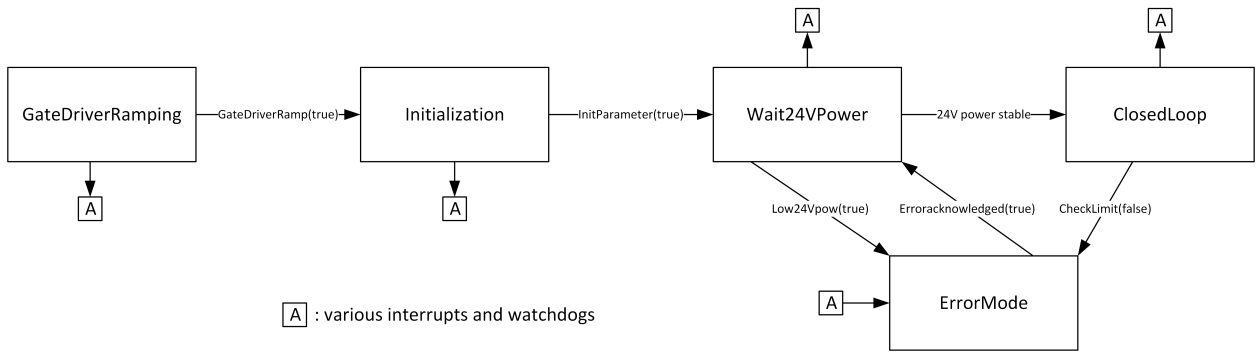 A
A
GateDriverRamping
GateDriverRamp(true)
Initialization
InitParameter(true)
Wait24VPower
24V power stable
ClosedLoop
A
A
Low24Vpow(true)
Erroracknowledged(true)
CheckLimit(false)
A
ErrorMode
A : various interrupts and watchdogs